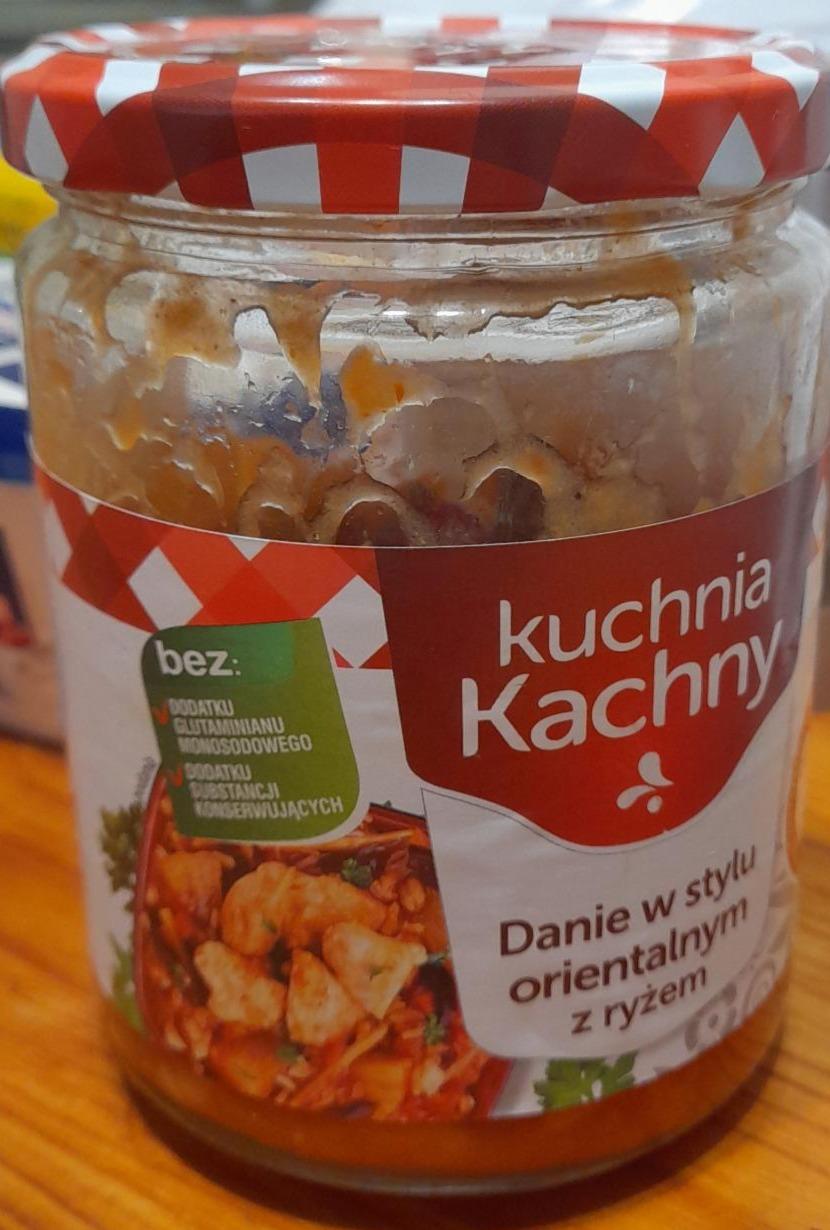 kuchnia
Kachny
bez:
DODATKU
GLUTAMINIANU
MONOSODOWEGO
DODATKU
SUBSTANCJI
KONSERWUJĄCYCH
Danie w stylu
orientalnym
z ryżem